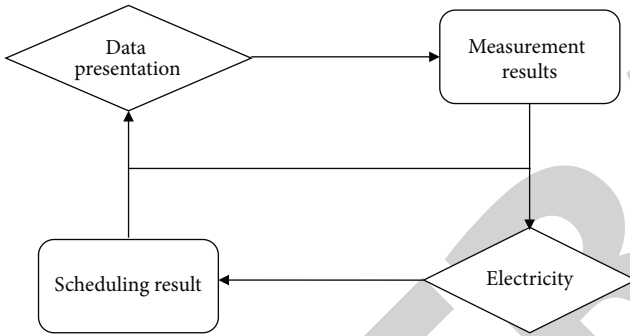 Data
presentation
Measurement
results
Scheduling result
Electricity